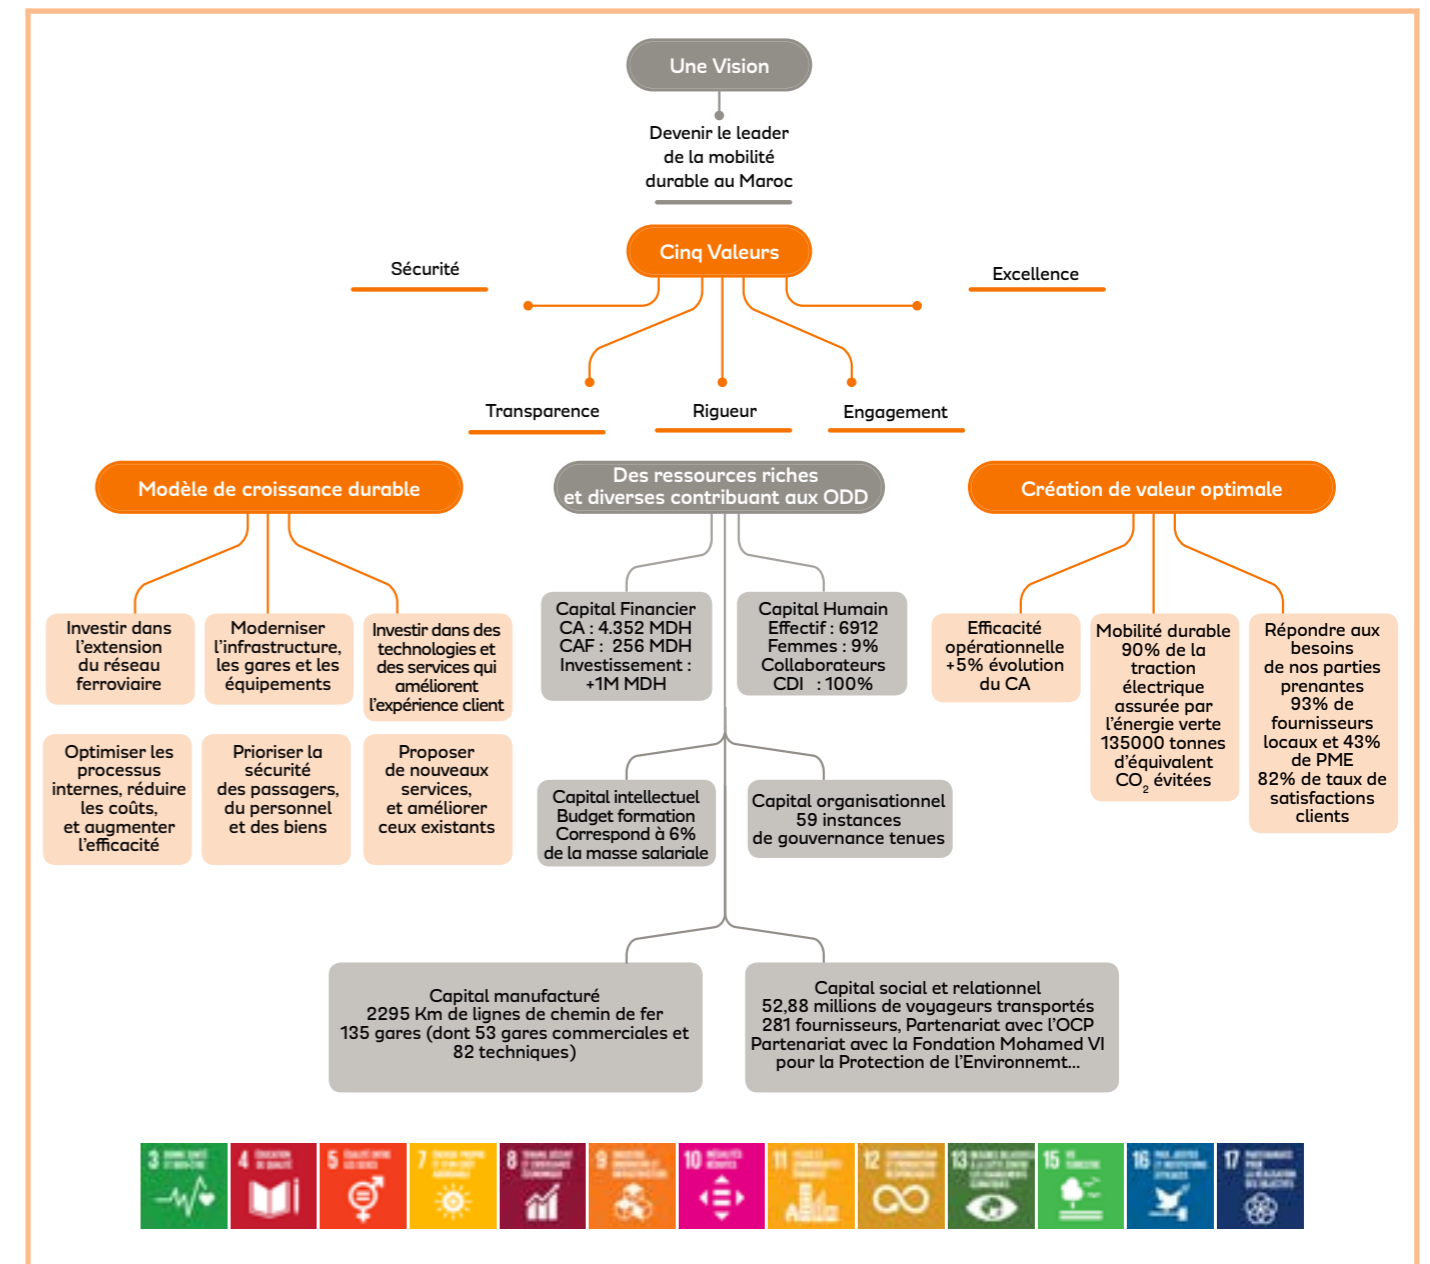 Une Vision
Devenir le leader
de la mobilité
durable au Maroc
Cinq Valeurs
Sécurité
Excellence
Transparence
Rigueur
Engagement
Modèle de croissance durable
Investir dans
l'extension
du réseau
ferroviaire
Moderniser
l'infrastructure,
les gares et les
équipements
Investir dans des
technologies et
des services qui
améliorent
l'expérience client
Optimiser les
processus
internes, réduire
les coûts,
et augmenter
l'efficacité
Prioriser la
sécurité
des passagers,
du personnel
et des biens
Proposer
de nouveaux
services,
et améliorer
ceux existants
Des ressources riches
et diverses contribuant aux ODD
Capital Financier
CA : 4.352 MDH
CAF : 256 MDH
Investissement :
+1M MDH
Capital Humain
Effectif : 6912
Femmes : 9%
Collaborateurs
CDI : 100%
Capital intellectuel
Budget formation
Correspond à 6%
de la masse salariale
Capital organisationnel
59 instances
de gouvernance tenues
Capital manufacturé
2295 Km de lignes de chemin de fer
135 gares (dont 53 gares commerciales et
82 techniques)
Capital social et relationnel
52,88 millions de voyageurs transportés
281 fournisseurs, Partenariat avec l'OCP
Partenariat avec la Fondation Mohamed VI
pour la Protection de l'Environnemt...
Création de valeur optimale
Efficacité
opérationnelle
+5% évolution
du CA
Mobilité durable
90% de la
traction
électrique
assurée par
l'énergie verte
135000 tonnes
d'équivalent
CO2 évitées
Répondre aux
besoins
de nos parties
prenantes
93% de
fournisseurs
locaux et 43%
de PME
82% de taux de
satisfactions
clients
3
4
5
7
8
9
10
11
12
13
15
16
17